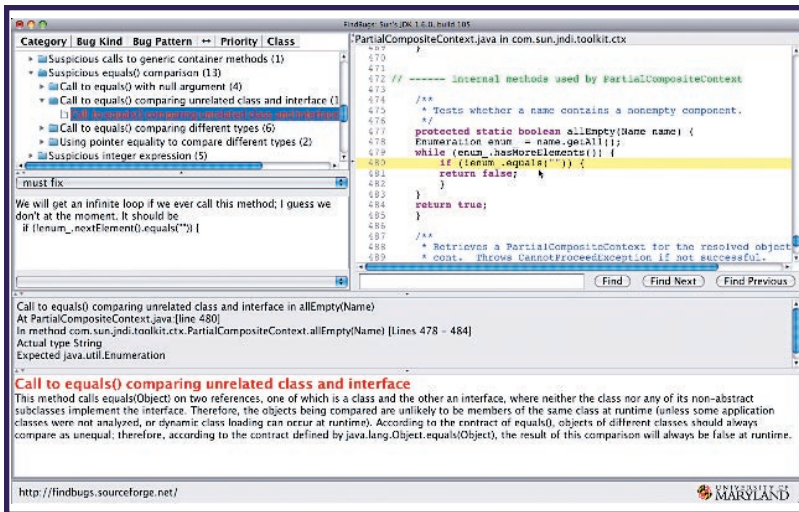 FindBugs: Sun's JDK 1.6.0, build 105
Category Bug Kind Bug Pattern ↔ Priority Class
Suspicious calls to generic container methods (1)
Suspicious equals() comparison (13)
Call to equals() with null argument (4)
Call to equals() comparing unrelated class and interface (1
Call to equals() comparing different types (6)
Using pointer equality to compare different types (2)
Suspicious integer expression (5)
must fix
We will get an infinite loop if we ever call this method; I guess we
don't at the moment. It should be
if (!enum_.nextElement().equals("")) {
PartialCompositeContext.java in com.sun.jndi.toolkit.ctx
469 }
470
471
472 // ------ internal methods used by PartialCompositeContext
473
474 /**
475 * Tests whether a name contains a nonempty component.
476 */
477 protected static boolean allEmpty(Name name) {
478 Enumeration enum_ = name.getAll();
479 while (enum_.hasMoreElements()) {
480 if (!enum_.equals("")) {
481 return false;
482 }
483 }
484 return true;
485 }
486
487 /**
488 * Retrieves a PartialCompositeContext for the resolved object
489 * cont. Throws CannotProceedException if not successful.
Find Find Next Find Previous
Call to equals() comparing unrelated class and interface in allEmpty(Name)
At PartialCompositeContext.java:[line 480]
In method com.sun.jndi.toolkit.ctx.PartialCompositeContext.allEmpty(Name) [Lines 478 - 484]
Actual type String
Expected java.util.Enumeration
Call to equals() comparing unrelated class and interface
This method calls equals(Object) on two references, one of which is a class and the other an interface, where neither the class nor any of its non-abstract
subclasses implement the interface. Therefore, the objects being compared are unlikely to be members of the same class at runtime (unless some application
classes were not analyzed, or dynamic class loading can occur at runtime). According to the contract of equals(), objects of different classes should always
compare as unequal; therefore, according to the contract defined by java.lang.Object.equals(Object), the result of this comparison will always be false at runtime.
http://findbugs.sourceforge.net/
UNIVERSITY OF
MARYLAND